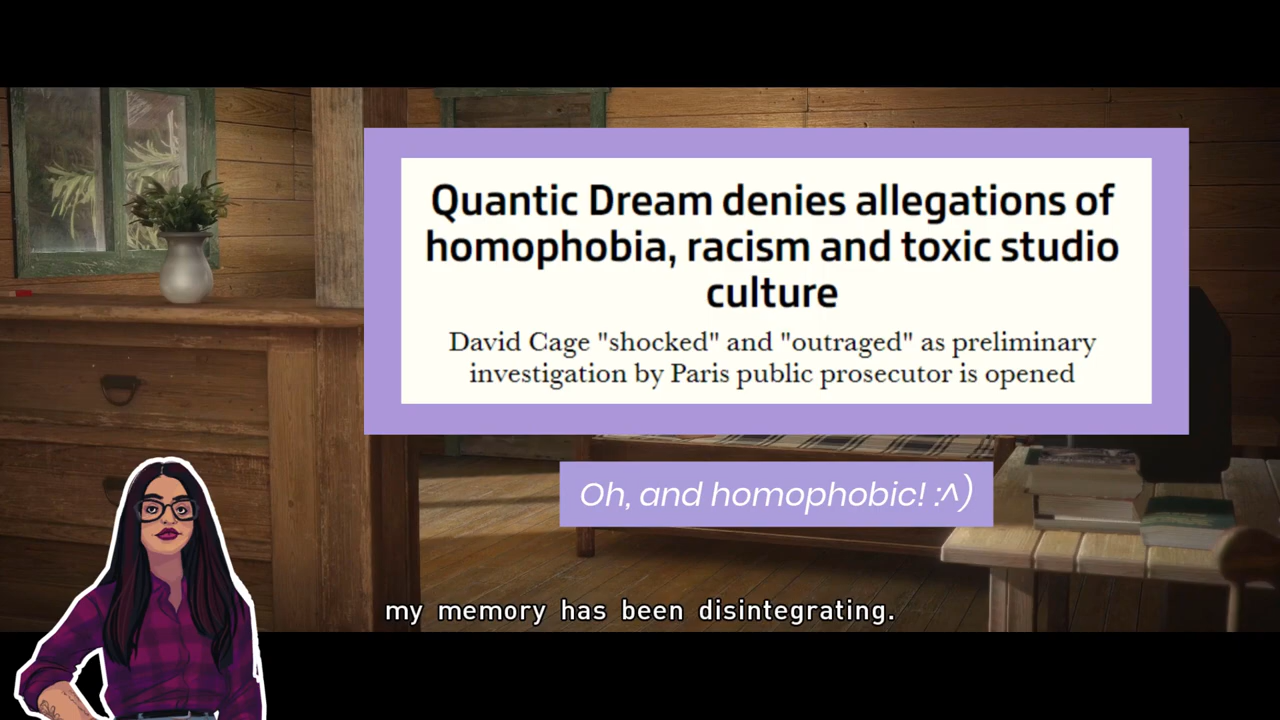 Quantic Dream denies allegations of
homophobia, racism and toxic studio
culture
David Cage "shocked" and "outraged" as preliminary
investigation by Paris public prosecutor is opened
Oh, and homophobic! :^)
my memory has been disintegrating.